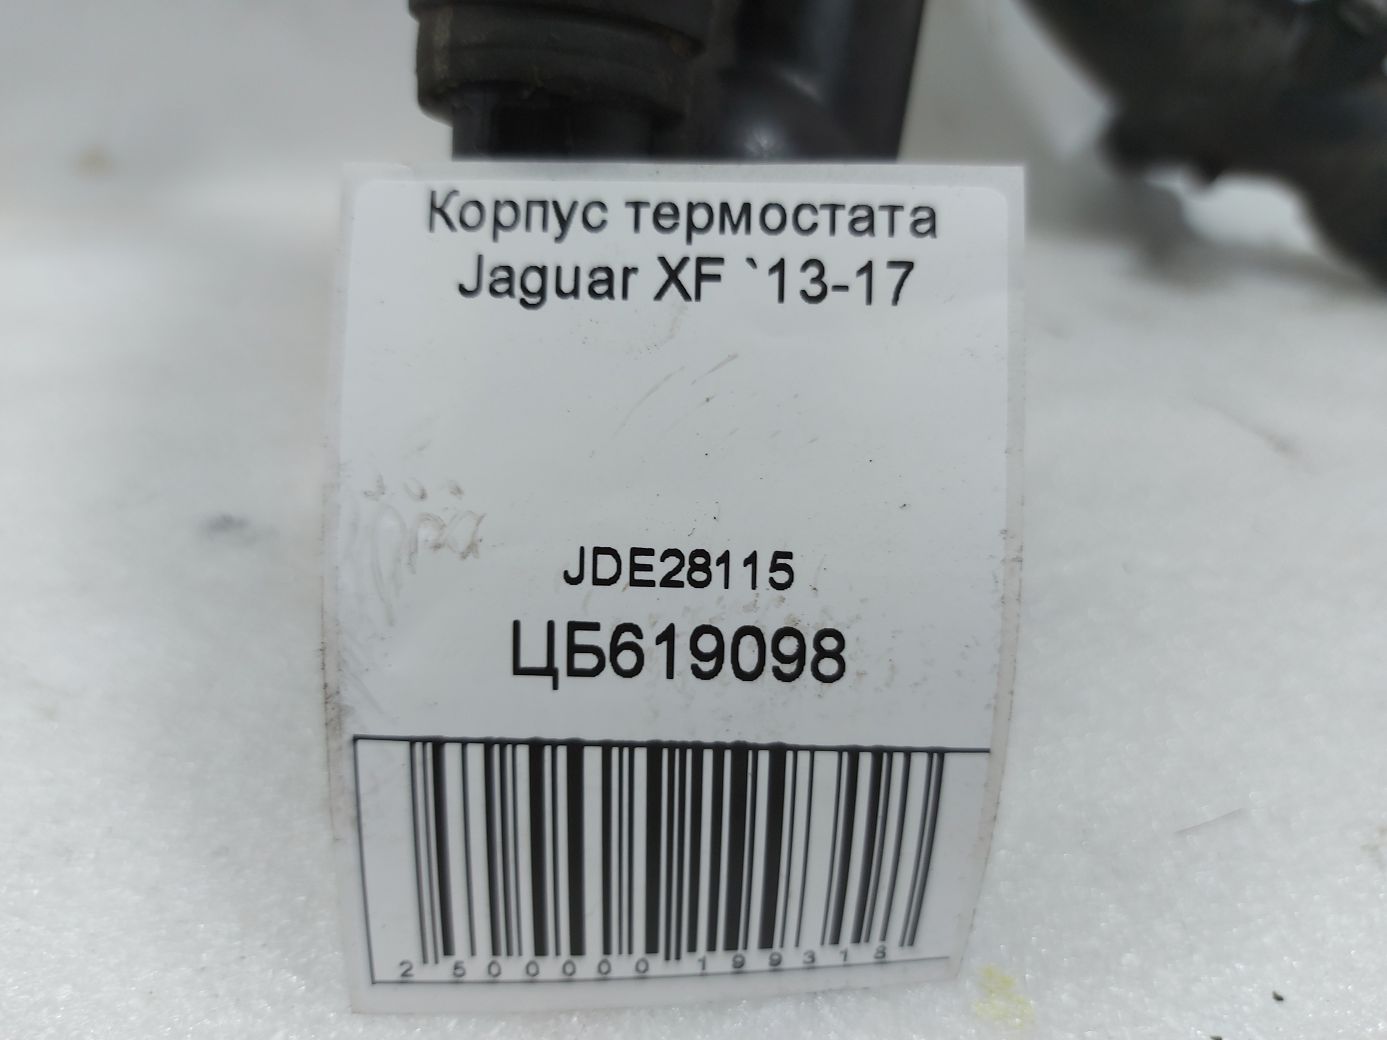 Корпус термостата
Jaguar XF `13-17
JDE28115
ЦБ619098
2 500000 199318